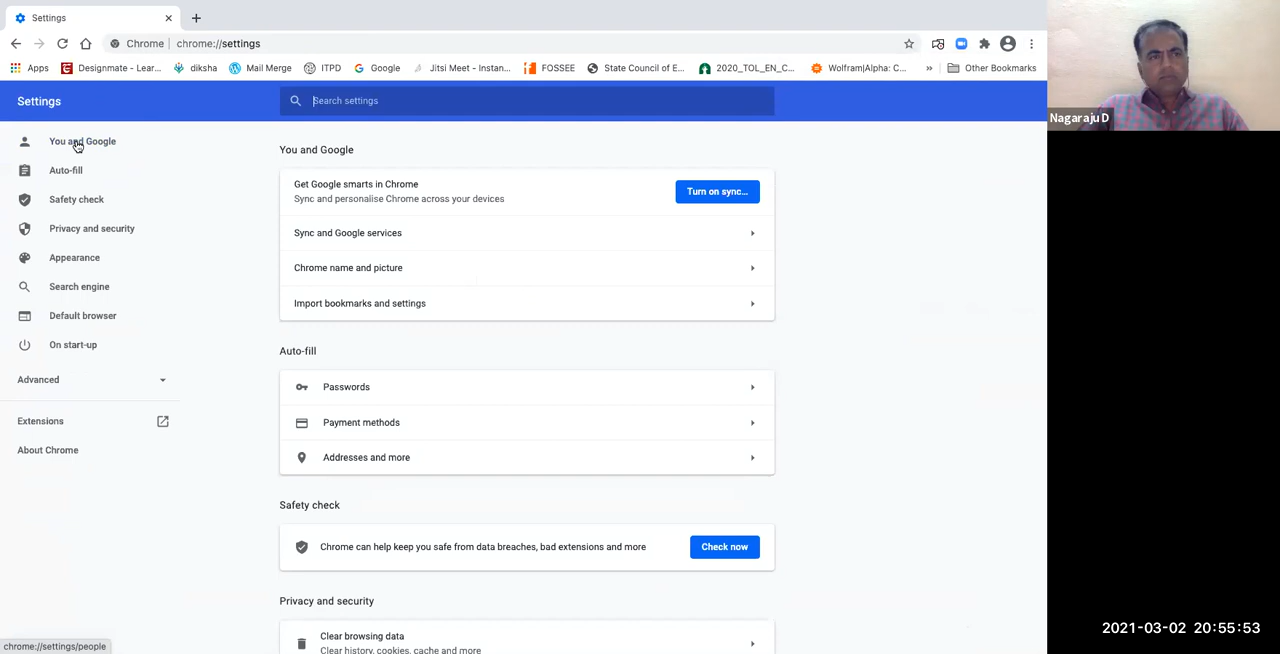 Settings
Chrome chrome://settings
Apps Designmate - Lear... diksha Mail Merge ITPD Google Jitsi Meet - Instan... FOSSEE State Council of E... 2020_TOL_EN_C... Wolfram|Alpha: C... » Other Bookmarks
Settings
Search settings
Nagaraju D
You and Google
Auto-fill
Safety check
Privacy and security
Appearance
Search engine
Default browser
On start-up
Advanced
Extensions
About Chrome
You and Google
Get Google smarts in Chrome
Sync and personalise Chrome across your devices
Turn on sync...
Sync and Google services
Chrome name and picture
Import bookmarks and settings
Auto-fill
Passwords
Payment methods
Addresses and more
Safety check
Chrome can help keep you safe from data breaches, bad extensions and more
Check now
Privacy and security
Clear browsing data
Clear history, cookies, cache and more
chrome://settings/people
2021-03-02 20:55:53